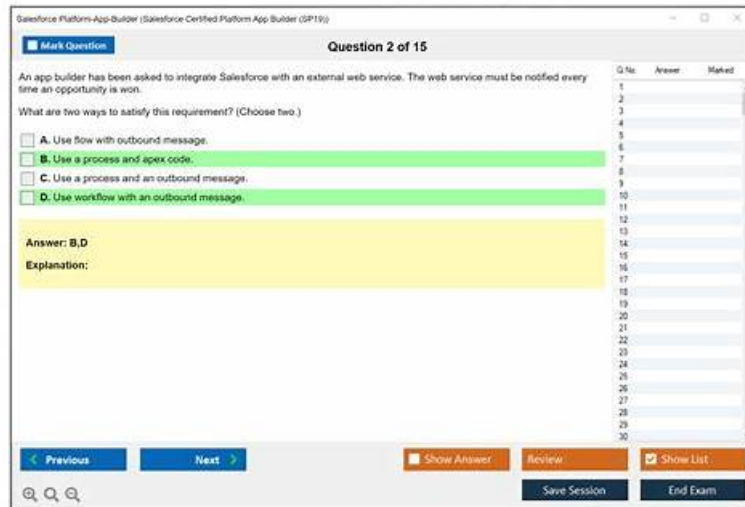 Salesforce Platform-App-Builder (Salesforce Certified Platform App Builder (SP19))
Mark Question
Question 2 of 15
An app builder has been asked to integrate Salesforce with an external web service. The web service must be notified every
time an opportunity is won.
What are two ways to satisfy this requirement? (Choose two.)
A. Use flow with outbound message.
B. Use a process and apex code.
C. Use a process and an outbound message.
D. Use workflow with an outbound message.
Answer: B,D
Explanation:
Q.No. Answer Marked
1
2
3
4
5
6
7
8
9
10
11
12
13
14
15
16
17
18
19
20
21
22
23
24
25
26
27
28
29
30
Previous
Next
Show Answer
Review
Show List
Save Session
End Exam